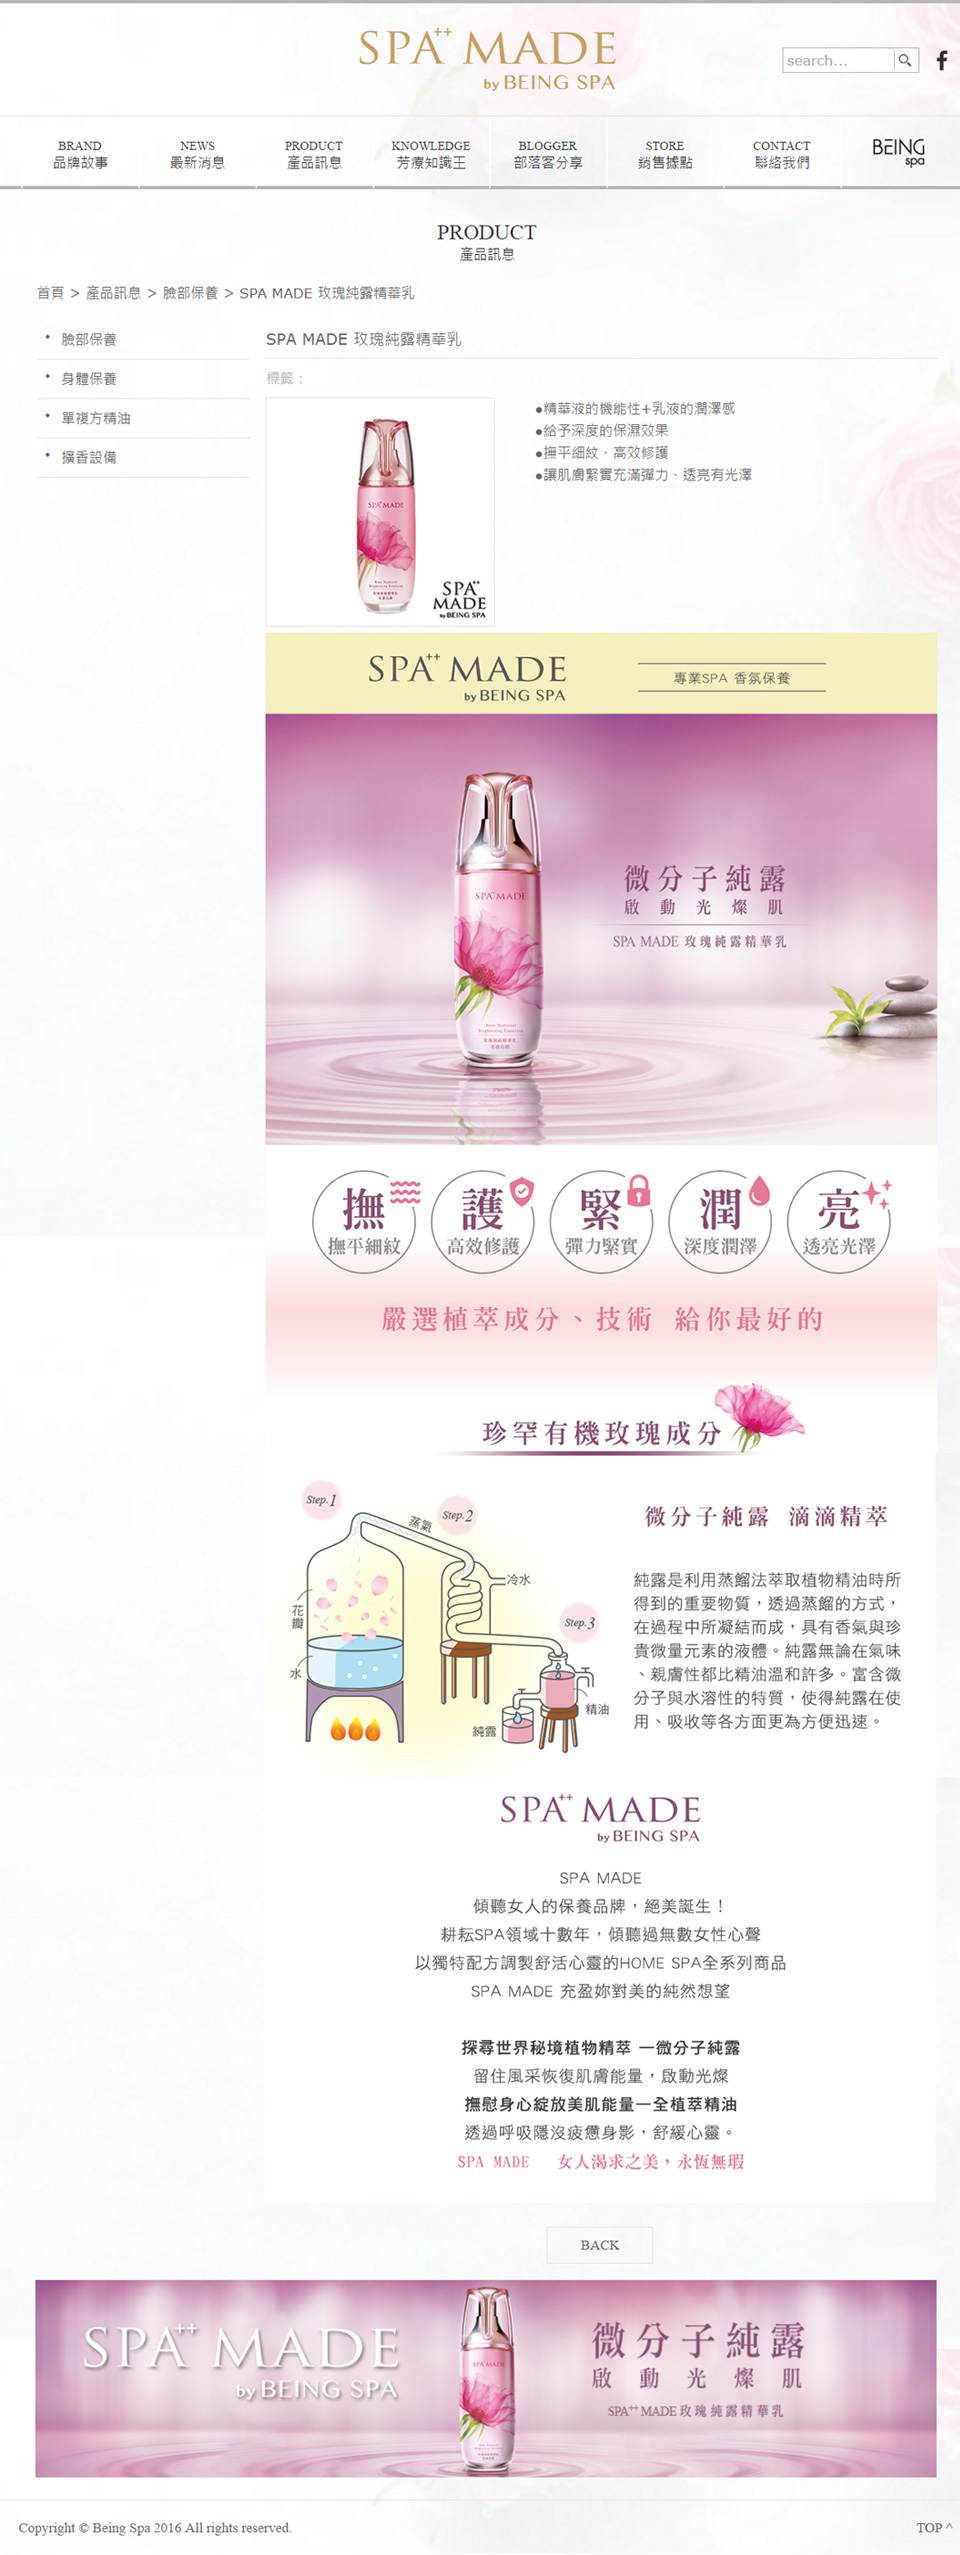 SPA++ MADE
by BEING SPA
search...
BRAND
品牌故事
NEWS
最新消息
PRODUCT
產品訊息
KNOWLEDGE
芳療知識王
BLOGGER
部落客分享
STORE
銷售據點
CONTACT
聯絡我們
BEING
spa
PRODUCT
產品訊息
首頁 > 產品訊息 > 臉部保養 > SPA MADE 玫瑰純露精華乳
臉部保養
身體保養
單複方精油
擴香設備
SPA MADE 玫瑰純露精華乳
標籤：
●精華液的機能性+乳液的潤澤感
●給予深度的保濕效果
●撫平細紋、高效修護
●讓肌膚緊實充滿彈力、透亮有光澤
SPA++MADE
Rose Hydrosol
Brightening Emulsion
SPA++
MADE
by BEING SPA
SPA++ MADE
by BEING SPA
專業SPA 香氛保養
SPA++MADE
Rose Hydrosol
Brightening Emulsion
玫瑰純露精華乳
微分子純露
啟動光燦肌
SPA MADE 玫瑰純露精華乳
撫
撫平細紋
護
高效修護
緊
彈力緊實
潤
深度潤澤
亮
透亮光澤
嚴選植萃成分、技術 給你最好的
珍罕有機玫瑰成分
Step.1
Step.2
蒸氣
冷水
花瓣
水
Step.3
精油
純露
微分子純露 滴滴精萃
純露是利用蒸餾法萃取植物精油時所
得到的重要物質，透過蒸餾的方式，
在過程中所凝結而成，具有香氣與珍
貴微量元素的液體。純露無論在氣味
、親膚性都比精油溫和許多。富含微
分子與水溶性的特質，使得純露在使
用、吸收等各方面更為方便迅速。
SPA++ MADE
by BEING SPA
SPA MADE
傾聽女人的保養品牌，絕美誕生！
耕耘SPA領域十數年，傾聽過無數女性心聲
以獨特配方調製舒活心靈的HOME SPA全系列商品
SPA MADE 充盈妳對美的純然想望
探尋世界秘境植物精萃 一微分子純露
留住風采恢復肌膚能量，啟動光燦
撫慰身心綻放美肌能量一全植萃精油
透過呼吸隱沒疲憊身影，舒緩心靈。
SPA MADE 女人渴求之美，永恆無瑕
BACK
SPA++ MADE
by BEING SPA
SPA++MADE
微分子純露
啟動光燦肌
SPA++ MADE 玫瑰純露精華乳
Copyright © Being Spa 2016 All rights reserved.
TOP ^